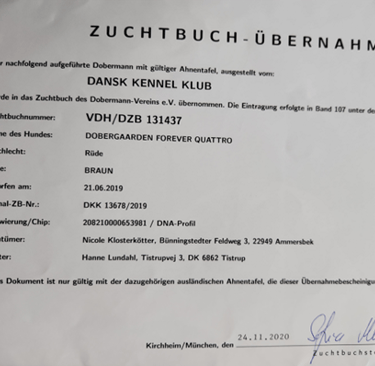 ZUCHTBUCH-ÜBERNAHM
r nachfolgend aufgeführte Dobermann mit gültiger Ahnentafel, ausgestellt vom:
DANSK KENNEL KLUB
de in das Zuchtbuch des Dobermann-Vereins e.V. übernommen. Die Eintragung erfolgte in Band 107 unter der
htbuchnummer: VDH/DZB 131437
e des Hundes: DOBERGAARDEN FOREVER QUATTRO
chlecht: Rüde
e: BRAUN
rfen am: 21.06.2019
nal-ZB-Nr.: DKK 13678/2019
wierung/Chip: 208210000653981 / DNA-Profil
ntümer: Nicole Klosterkötter, Bünningstedter Feldweg 3, 22949 Ammersbek
ter: Hanne Lundahl, Tistrupvej 3, DK 6862 Tistrup
s Dokument ist nur gültig mit der dazugehörigen ausländischen Ahnentafel, die dieser Übernahmebescheinigu
Kirchheim/München, den 24.11.2020
Zuchtbuchst